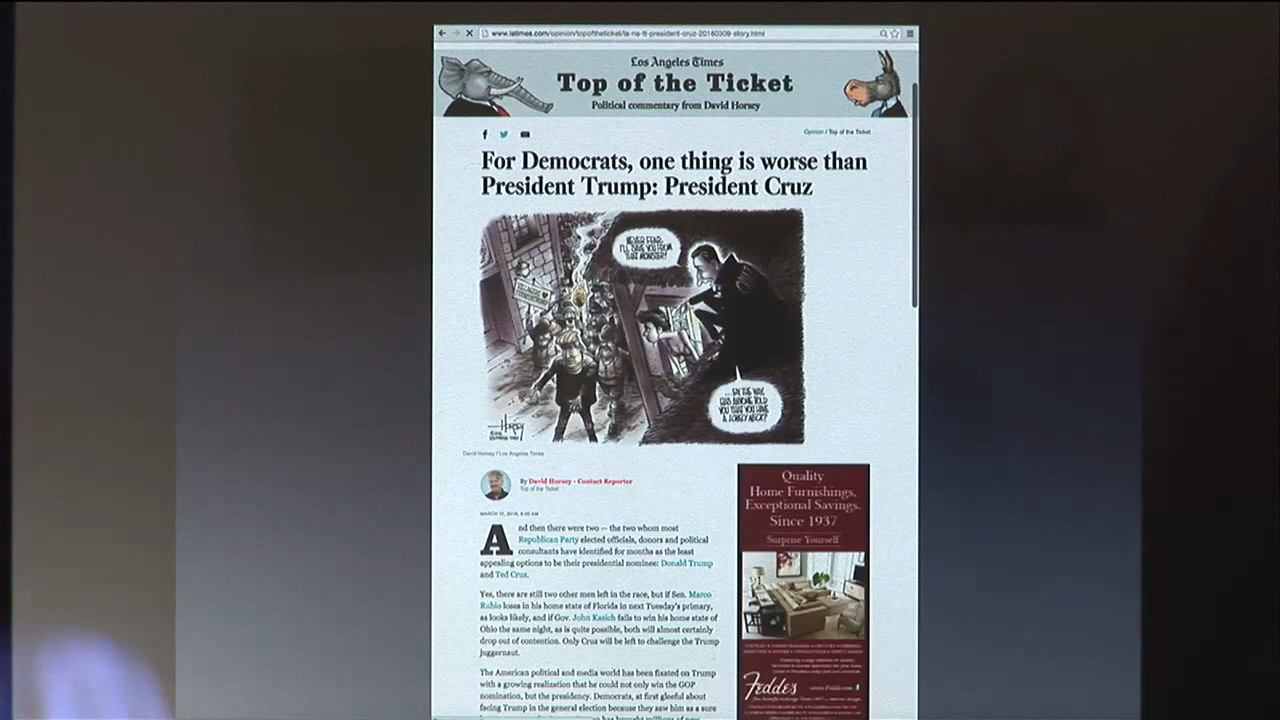 www.latimes.com/opinion/topoftheticket/la-na-tt-president-cruz-20160309-story.html
Los Angeles Times
Top of the Ticket
Political commentary from David Horsey
Opinion / Top of the Ticket
For Democrats, one thing is worse than
President Trump: President Cruz
NEVER FEAR,
I'LL SAVE YOU FROM
THAT MONSTER!
...BY THE WAY,
HAS ANYONE TOLD
YOU THAT YOU HAVE
A LOVELY NECK?
HORSEY
David Horsey / Los Angeles Times
By David Horsey · Contact Reporter
Top of the Ticket
And then there were two — the two whom most
Republican Party elected officials, donors and political
consultants have identified for months as the least
appealing options to be their presidential nominee: Donald Trump
and Ted Cruz.
Yes, there are still two other men left in the race, but if Sen. Marco
Rubio loses in his home state of Florida in next Tuesday's primary,
as looks likely, and if Gov. John Kasich fails to win his home state of
Ohio the same night, as is quite possible, both will almost certainly
drop out of contention. Only Cruz will be left to challenge the Trump
juggernaut.
The American political and media world has been fixated on Trump
with a growing realization that he could not only win the GOP
nomination, but the presidency. Democrats, at first gleeful about
facing Trump in the general election because they saw him as a sure
Quality
Home Furnishings,
Exceptional Savings.
Since 1937
Surprise Yourself
Feddes
www.Fedde.com